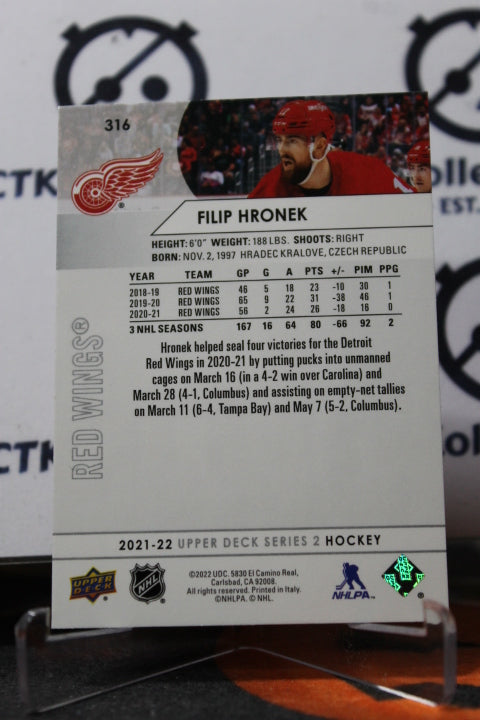 316
FILIP HRONEK
HEIGHT: 6'0" WEIGHT: 188 LBS. SHOOTS: RIGHT
BORN: NOV. 2, 1997 HRADEC KRALOVE, CZECH REPUBLIC
YEAR TEAM GP G A PTS +/- PIM PPG
2018-19 RED WINGS 46 5 18 23 -10 30 1
2019-20 RED WINGS 65 9 22 31 -38 46 1
2020-21 RED WINGS 56 2 24 26 -18 16 0
3 NHL SEASONS 167 16 64 80 -66 92 2
RED WINGS®
Hronek helped seal four victories for the Detroit
Red Wings in 2020-21 by putting pucks into unmanned
cages on March 16 (in a 4-2 win over Carolina) and
March 28 (4-1, Columbus) and assisting on empty-net tallies
on March 11 (6-4, Tampa Bay) and May 7 (5-2, Columbus).
2021-22 UPPER DECK SERIES 2 HOCKEY
UPPER DECK
NHL
©2022 UDC. 5830 El Camino Real,
Carlsbad, CA 92008.
All rights reserved. Printed in Italy.
©NHLPA. © NHL.
NHLPA
CTK
EST.
CTK